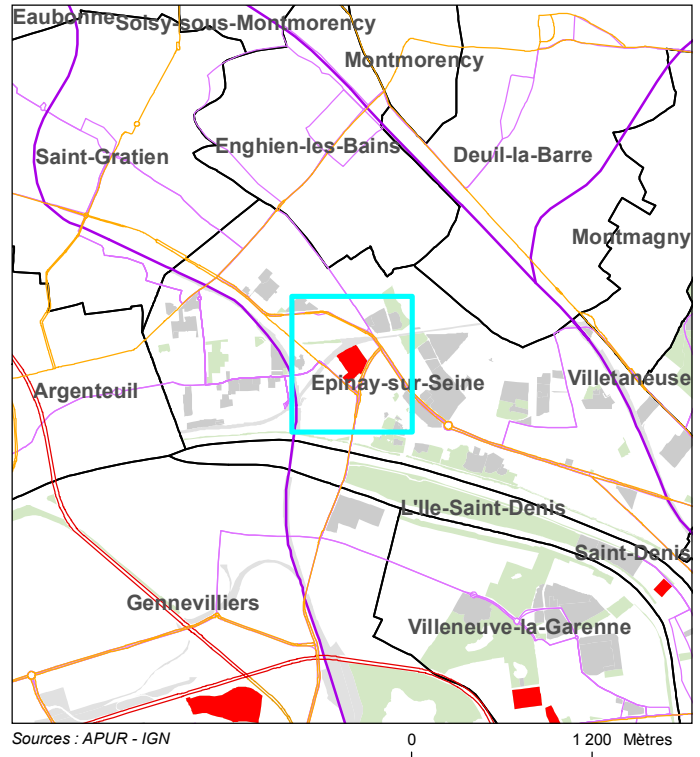 Eaubonne
Soisy-sous-Montmorency
Montmorency
Saint-Gratien
Enghien-les-Bains
Deuil-la-Barre
Montmagny
Argenteuil
Epinay-sur-Seine
Villetaneuse
L'Ile-Saint-Denis
Saint-Denis
Gennevilliers
Villeneuve-la-Garenne
Sources : APUR - IGN
0 1 200 Mètres